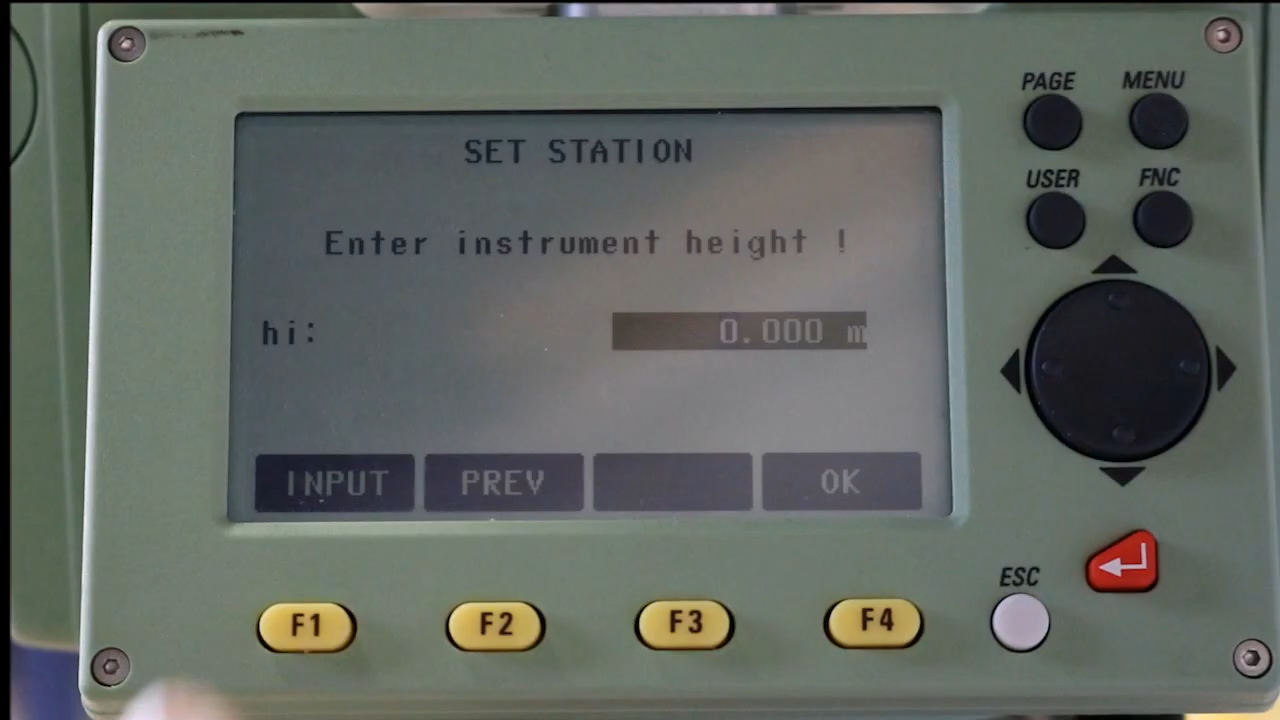 SET STATION
Enter instrument height !
hi: 0.000 m
INPUT PREV OK
F1 F2 F3 F4
PAGE MENU
USER FNC
ESC